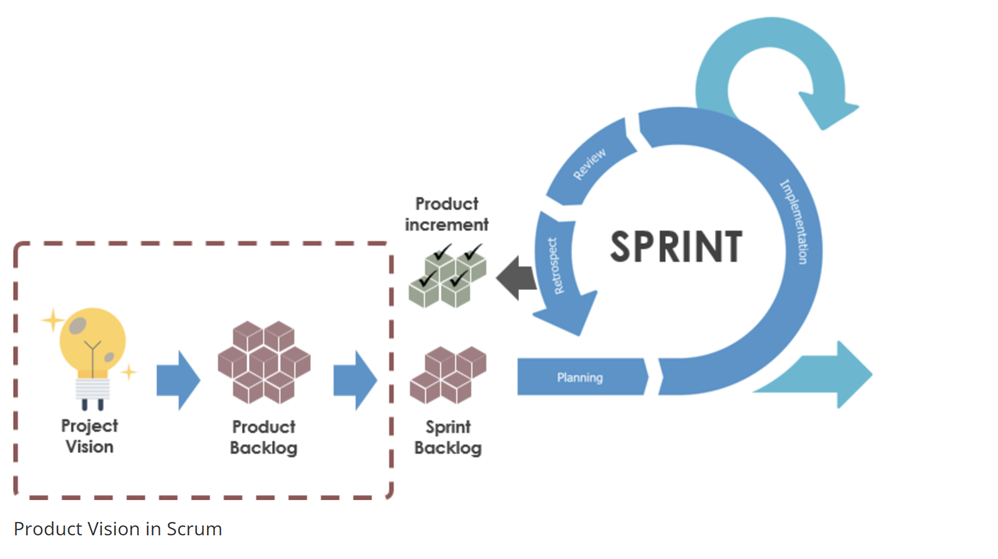 Project
Vision
Product
Backlog
Product
increment
Sprint
Backlog
Planning
Implementation
Review
Retrospect
SPRINT
Product Vision in Scrum